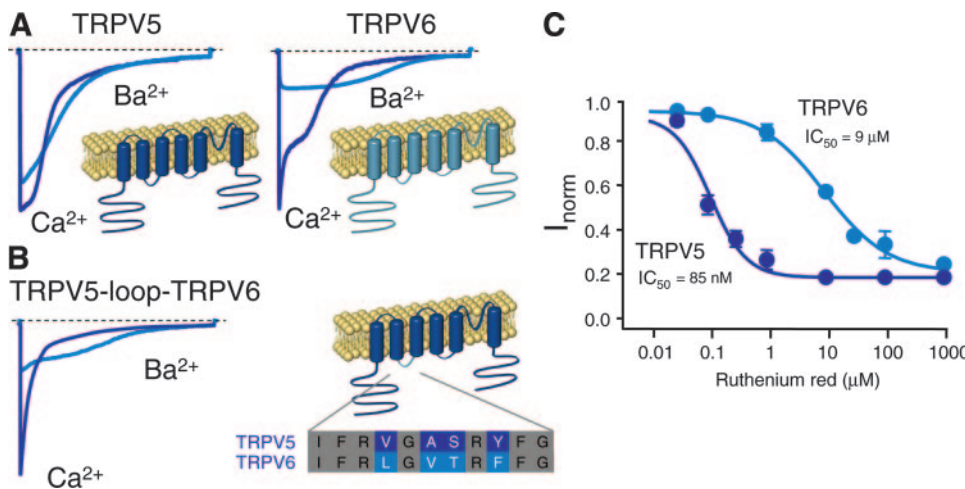 A
TRPV5
TRPV6
Ba²⁺
Ca²⁺
Ba²⁺
Ca²⁺
B
TRPV5-loop-TRPV6
Ba²⁺
Ca²⁺
TRPV5 I F R V G A S R Y F G
TRPV6 I F R L G V T R F F G
C
I norm
1.0
0.8
0.6
0.4
0.2
0.0
TRPV6
IC₅₀ = 9 µM
TRPV5
IC₅₀ = 85 nM
0.01 0.1 1 10 100 1000
Ruthenium red (µM)